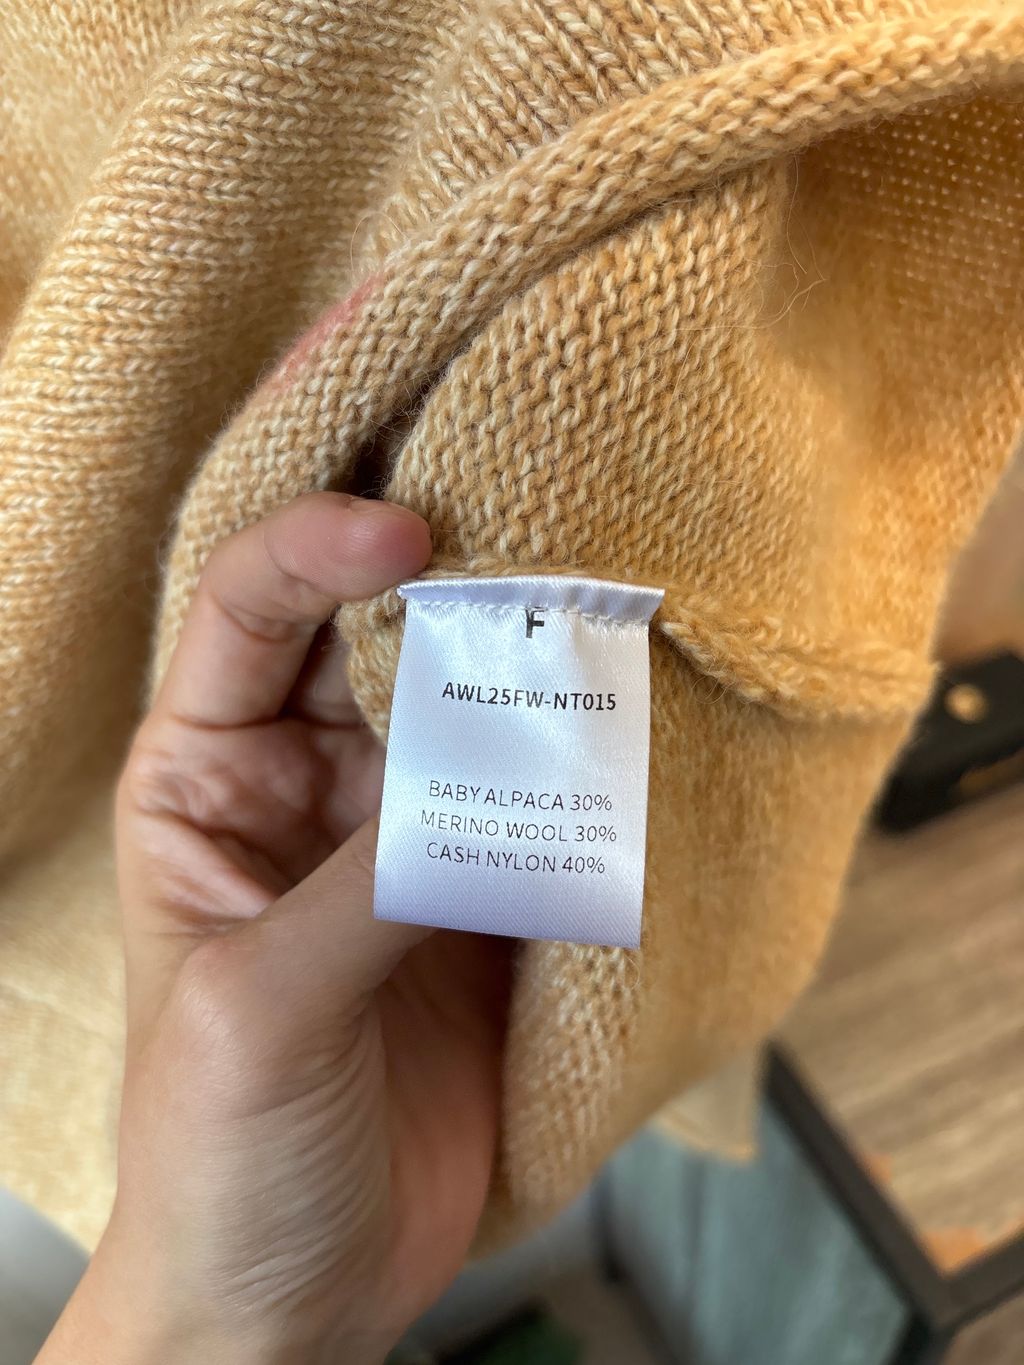 F
AWL25FW-NT015
BABY ALPACA 30%
MERINO WOOL 30%
CASH NYLON 40%